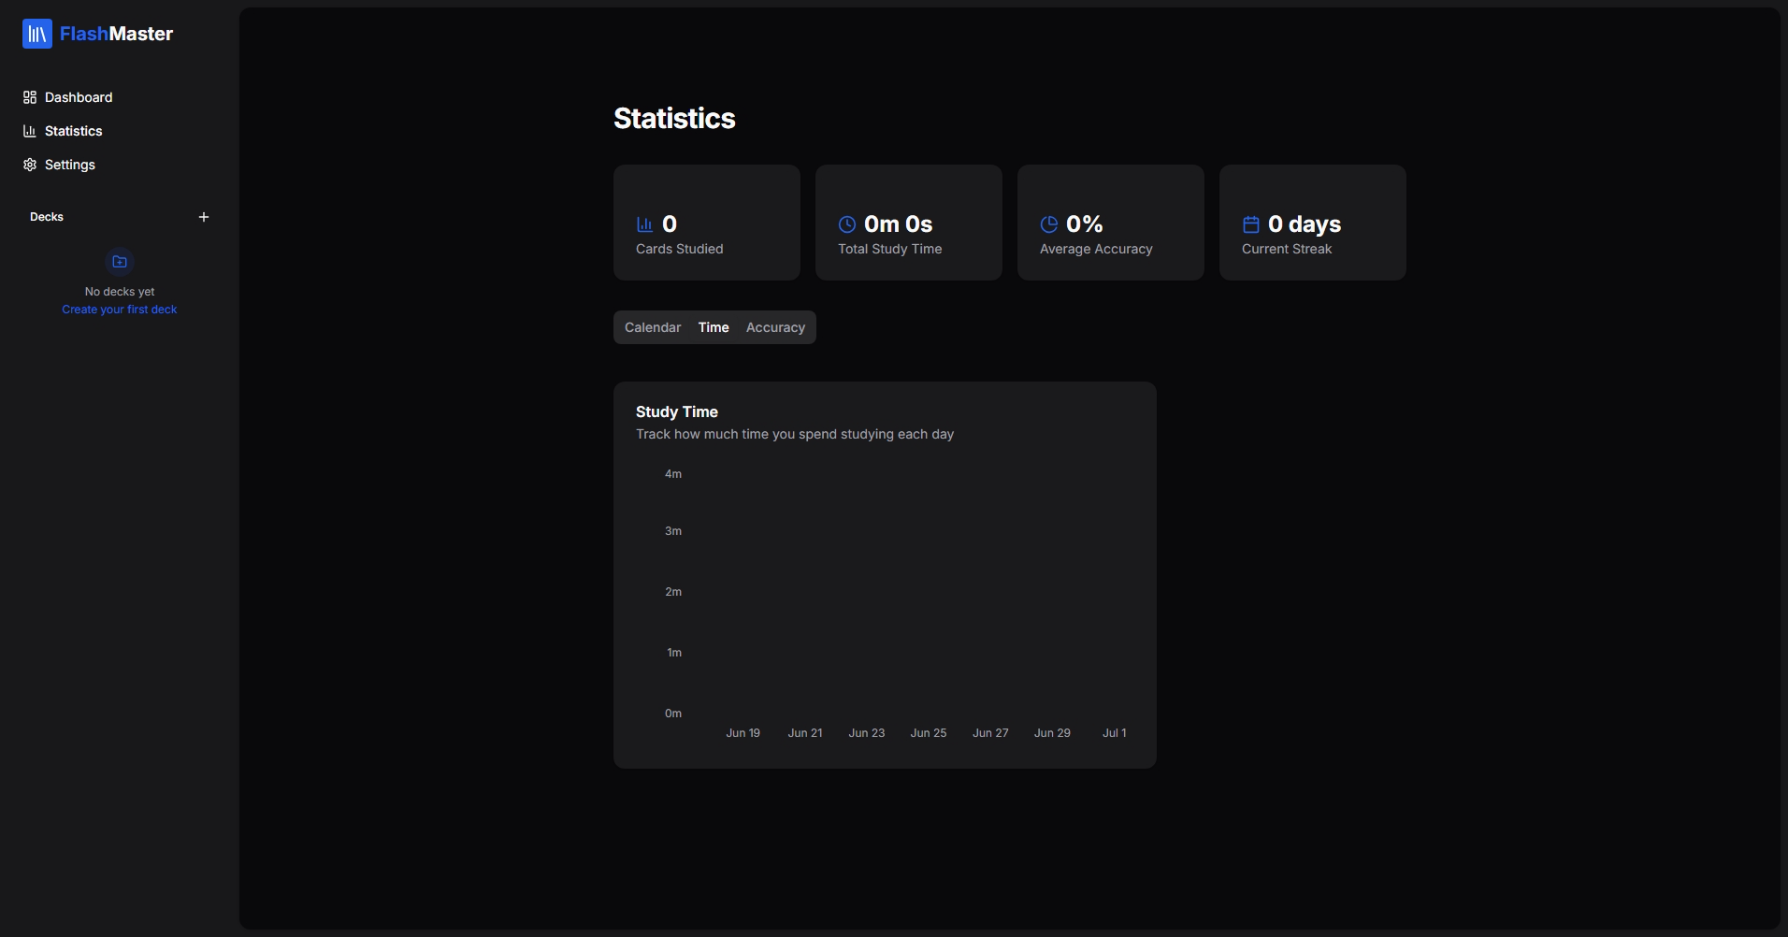 FlashMaster
Dashboard
Statistics
Settings
Decks
No decks yet
Create your first deck
Statistics
0
Cards Studied
0m 0s
Total Study Time
0%
Average Accuracy
0 days
Current Streak
Calendar Time Accuracy
Study Time
Track how much time you spend studying each day
4m
3m
2m
1m
0m
Jun 19 Jun 21 Jun 23 Jun 25 Jun 27 Jun 29 Jul 1